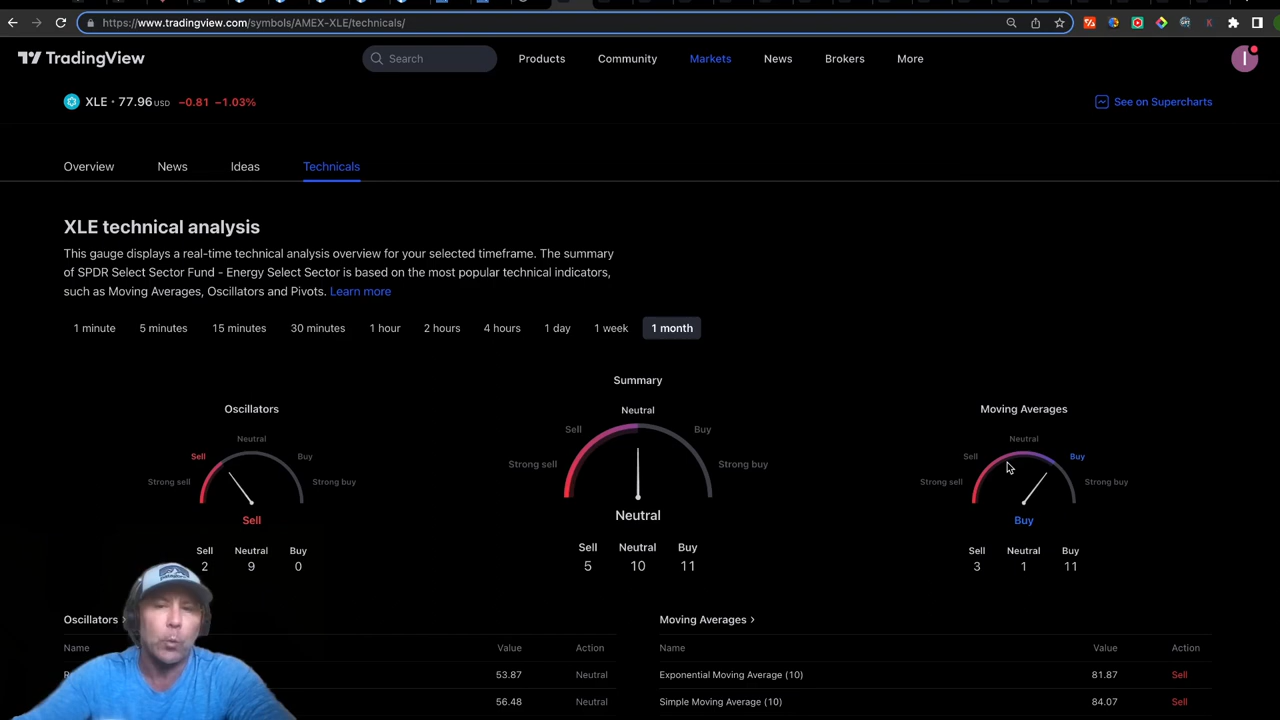 https://www.tradingview.com/symbols/AMEX-XLE/technicals/
TradingView
Search
Products
Community
Markets
News
Brokers
More
I
XLE • 77.96 USD −0.81 −1.03%
See on Supercharts
Overview
News
Ideas
Technicals
XLE technical analysis
This gauge displays a real-time technical analysis overview for your selected timeframe. The summary
of SPDR Select Sector Fund - Energy Select Sector is based on the most popular technical indicators,
such as Moving Averages, Oscillators and Pivots. Learn more
1 minute
5 minutes
15 minutes
30 minutes
1 hour
2 hours
4 hours
1 day
1 week
1 month
Oscillators
Neutral
Sell
Buy
Strong sell
Strong buy
Sell
Sell Neutral Buy
2 9 0
Summary
Neutral
Sell
Buy
Strong sell
Strong buy
Neutral
Sell Neutral Buy
5 10 11
Moving Averages
Neutral
Sell
Buy
Strong sell
Strong buy
Buy
Sell Neutral Buy
3 1 11
Oscillators
Name Value Action
53.87 Neutral
56.48 Neutral
Moving Averages >
Name Value Action
Exponential Moving Average (10) 81.87 Sell
Simple Moving Average (10) 84.07 Sell